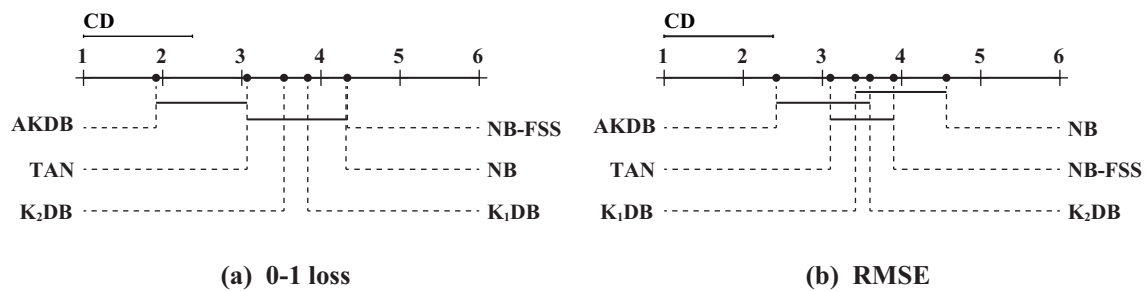 CD
1 2 3 4 5 6
AKDB
NB-FSS
TAN
NB
K₂DB
K₁DB
(a) 0-1 loss
CD
1 2 3 4 5 6
AKDB
NB
TAN
NB-FSS
K₁DB
K₂DB
(b) RMSE